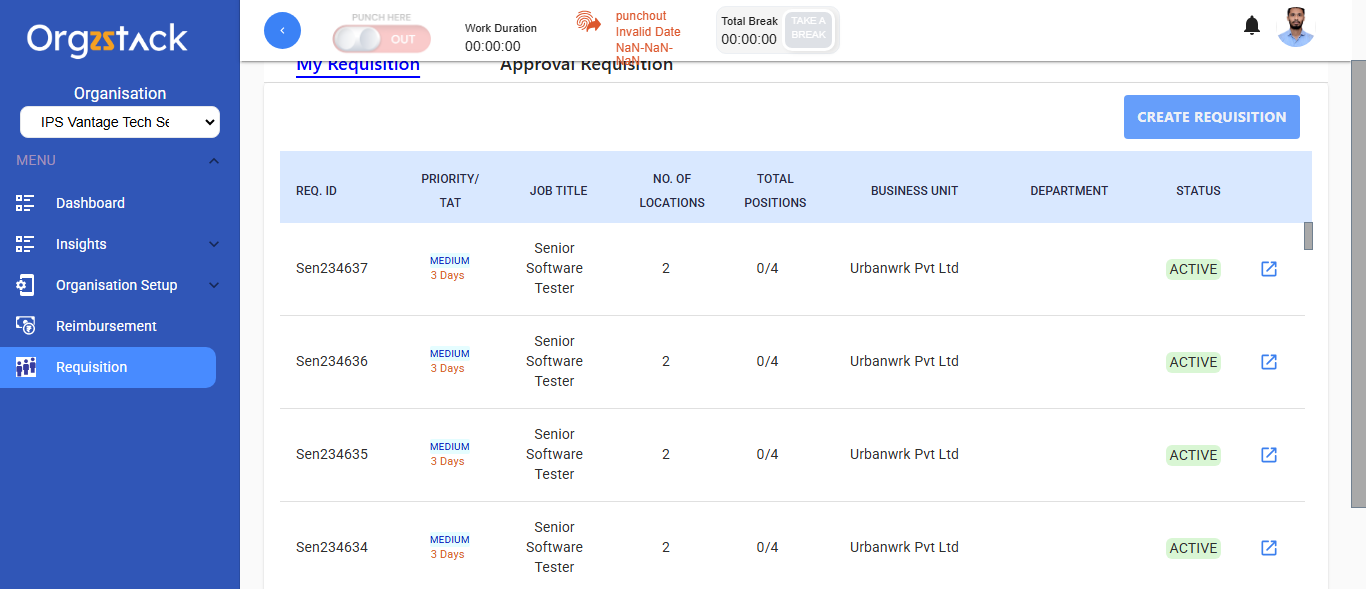 Orgzstack
Organisation
IPS Vantage Tech Se
MENU
Dashboard
Insights
Organisation Setup
Reimbursement
Requisition
PUNCH HERE
OUT
Work Duration
00:00:00
punchout
Invalid Date
NaN-NaN-
NaN
Total Break
00:00:00
TAKE A
BREAK
My Requisition
Approval Requisition
CREATE REQUISITION
REQ. ID
PRIORITY/
TAT
JOB TITLE
NO. OF
LOCATIONS
TOTAL
POSITIONS
BUSINESS UNIT
DEPARTMENT
STATUS
Sen234637
MEDIUM
3 Days
Senior
Software
Tester
2
0/4
Urbanwrk Pvt Ltd
ACTIVE
Sen234636
MEDIUM
3 Days
Senior
Software
Tester
2
0/4
Urbanwrk Pvt Ltd
ACTIVE
Sen234635
MEDIUM
3 Days
Senior
Software
Tester
2
0/4
Urbanwrk Pvt Ltd
ACTIVE
Sen234634
MEDIUM
3 Days
Senior
Software
Tester
2
0/4
Urbanwrk Pvt Ltd
ACTIVE